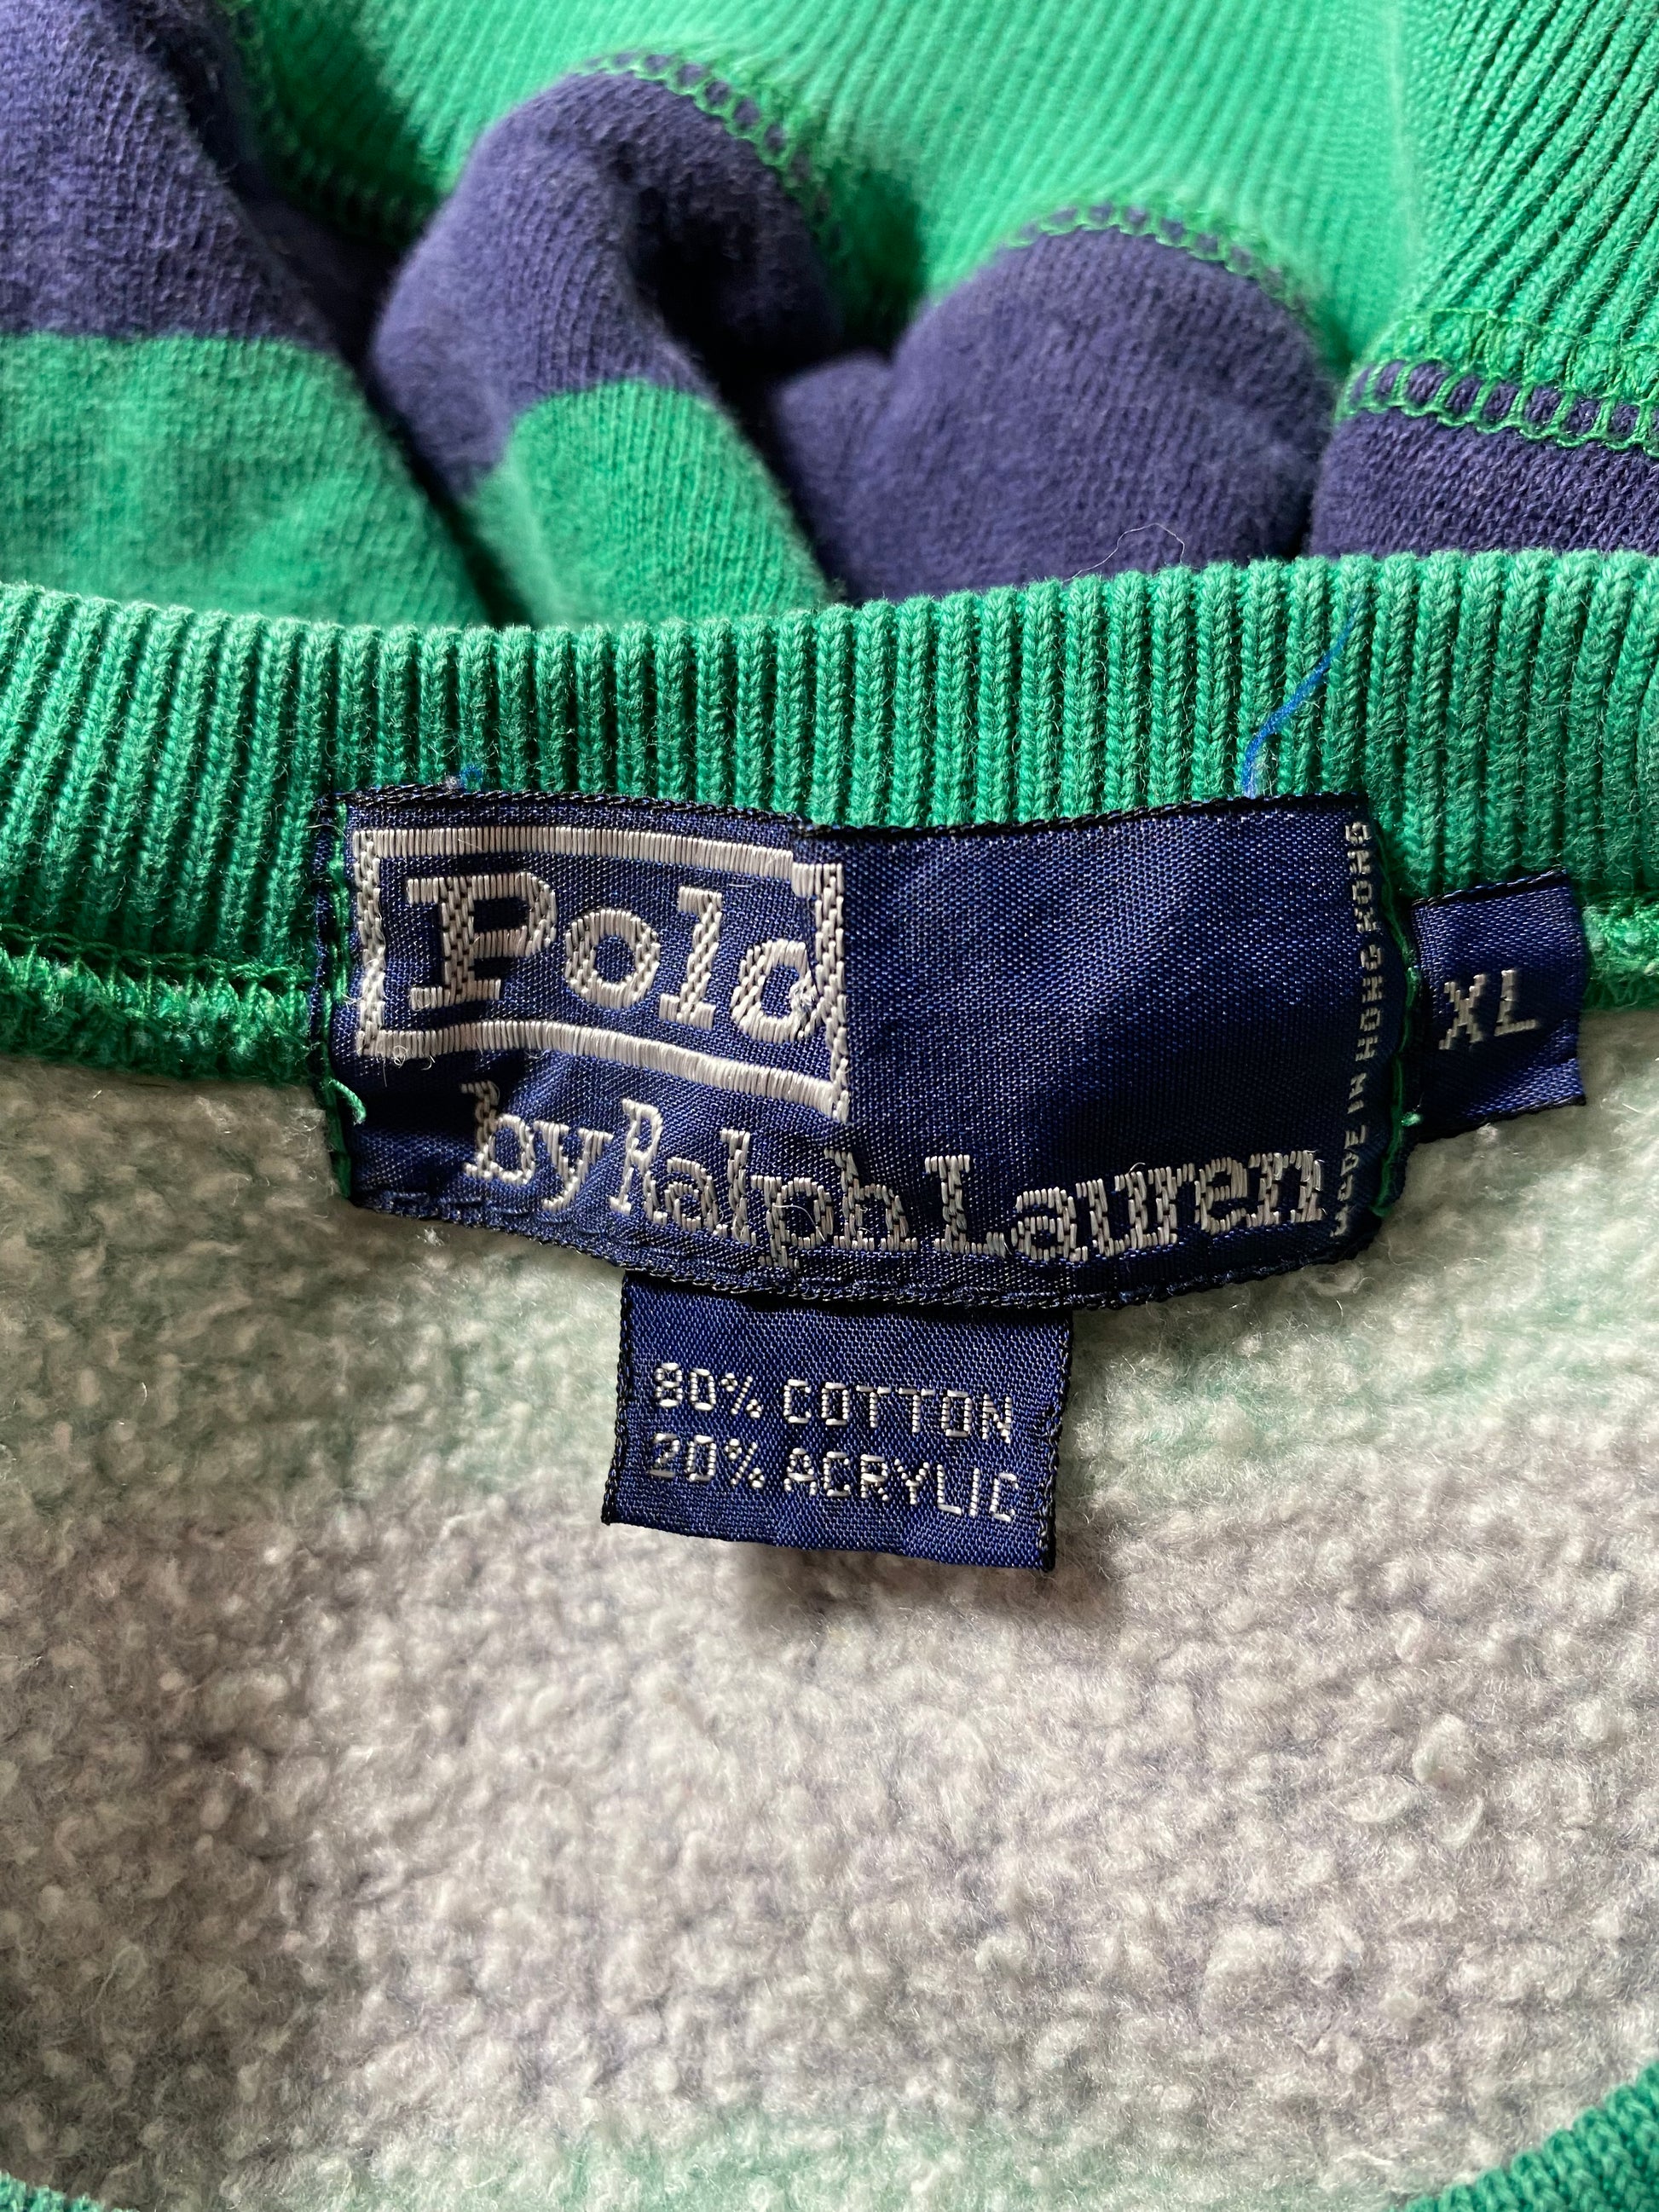 Polo
by Ralph Lauren
MADE IN HONG KONG
XL
80% COTTON
20% ACRYLIC